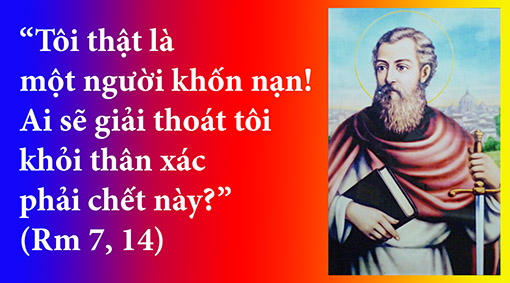 “Tôi thật là
một người khốn nạn!
Ai sẽ giải thoát tôi
khỏi thân xác
phải chết này?”
(Rm 7, 14)